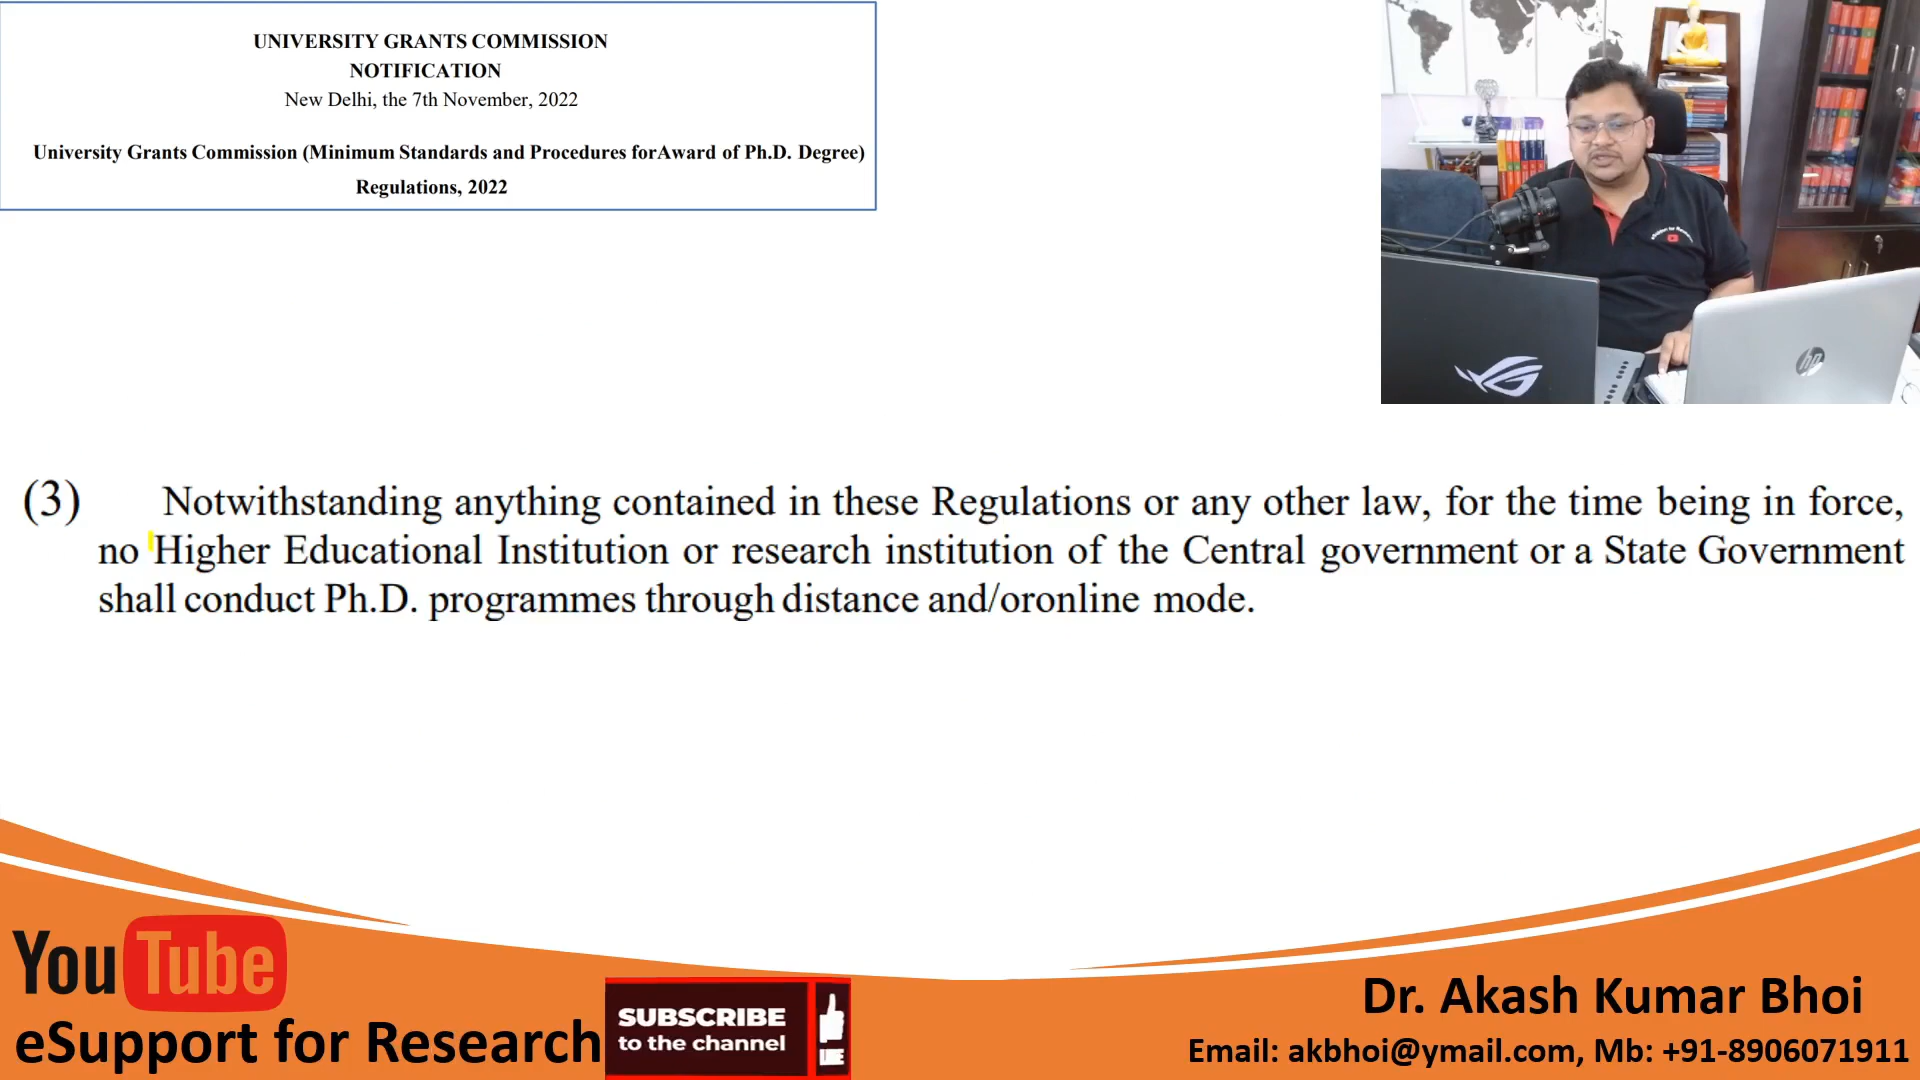 UNIVERSITY GRANTS COMMISSION
NOTIFICATION
New Delhi, the 7th November, 2022
University Grants Commission (Minimum Standards and Procedures forAward of Ph.D. Degree)
Regulations, 2022
(3) Notwithstanding anything contained in these Regulations or any other law, for the time being in force,
no Higher Educational Institution or research institution of the Central government or a State Government
shall conduct Ph.D. programmes through distance and/oronline mode.
YouTube
eSupport for Research
SUBSCRIBE
to the channel
LIKE
Dr. Akash Kumar Bhoi
Email: akbhoi@ymail.com, Mb: +91-8906071911
hp